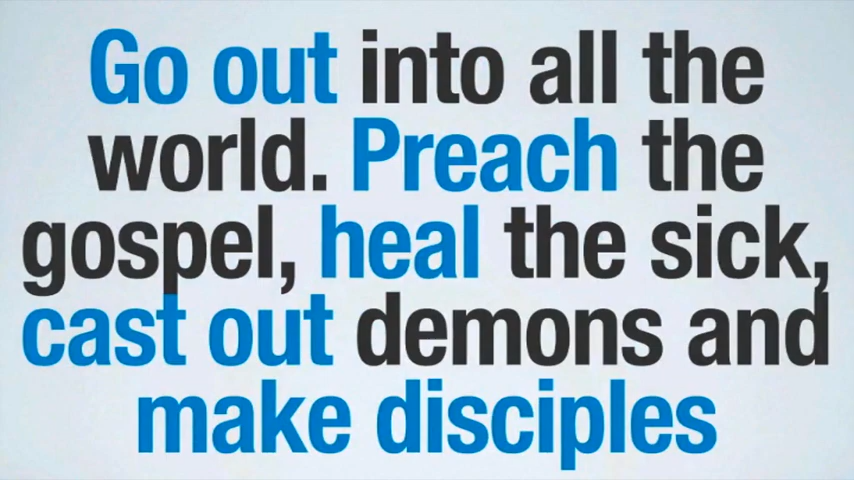 Go out into all the
world. Preach the
gospel, heal the sick,
cast out demons and
make disciples